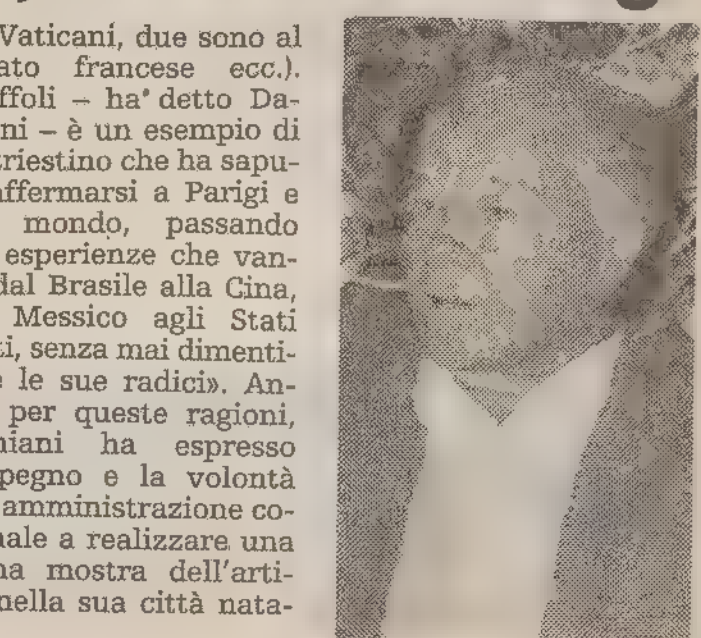 Vaticani, due sono al
ato francese ecc.).
ffoli – ha' detto Da-
ni – è un esempio di
triestino che ha sapu-
affermarsi a Parigi e
mondo, passando
esperienze che van-
dal Brasile alla Cina,
Messico agli Stati
ti, senza mai dimenti-
e le sue radici». An-
per queste ragioni,
niani ha espresso
pegno e la volontà
amministrazione co-
nale a realizzare una
na mostra dell'arti-
nella sua città nata-